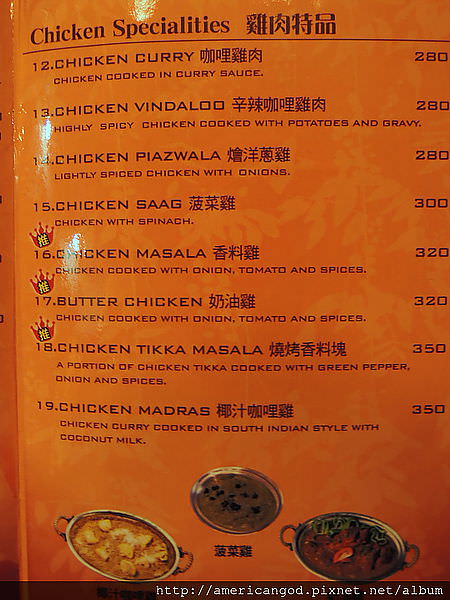 Chicken Specialities 雞肉特品
12.CHICKEN CURRY 咖哩雞肉 280
CHICKEN COOKED IN CURRY SAUCE.
13.CHICKEN VINDALOO 辛辣咖哩雞肉 280
HIGHLY SPICY CHICKEN COOKED WITH POTATOES AND GRAVY.
14.CHICKEN PIAZWALA 燴洋蔥雞 280
LIGHTLY SPICED CHICKEN WITH ONIONS.
15.CHICKEN SAAG 菠菜雞 300
CHICKEN WITH SPINACH.
推
16.CHICKEN MASALA 香料雞 320
CHICKEN COOKED WITH ONION, TOMATO AND SPICES.
推
17.BUTTER CHICKEN 奶油雞 320
CHICKEN COOKED WITH ONION, TOMATO AND SPICES.
推
18.CHICKEN TIKKA MASALA 燒烤香料塊 350
A PORTION OF CHICKEN TIKKA COOKED WITH GREEN PEPPER,
ONION AND SPICES.
19.CHICKEN MADRAS 椰汁咖哩雞 350
CHICKEN CURRY COOKED IN SOUTH INDIAN STYLE WITH
COCONUT MILK.
菠菜雞
椰汁咖哩
http://americangod.pixnet.net/album